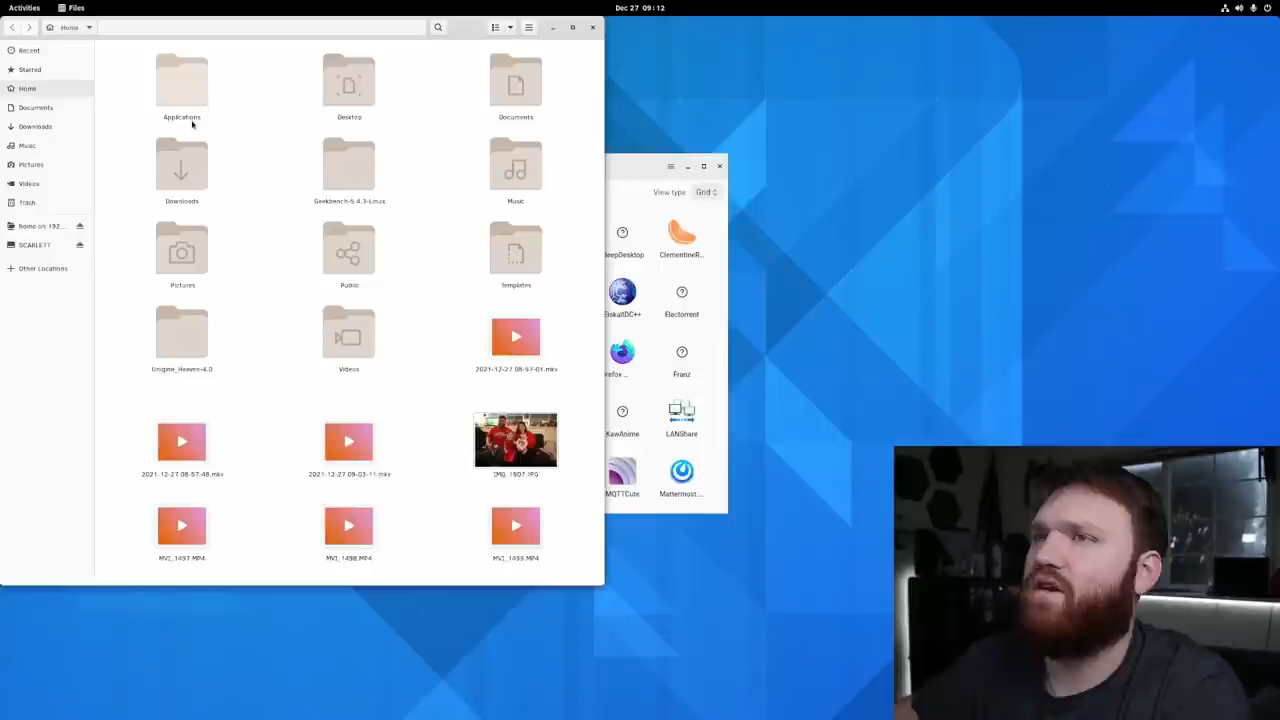 Activities
Files
Dec 27 09:12
Home
Recent
Starred
Home
Documents
Downloads
Music
Pictures
Videos
Trash
home on 192...
SCARLETT
Other Locations
Applications
Desktop
Documents
Downloads
Geekbench-5.4.3-Linux
Music
Pictures
Public
Templates
Unigine_Heaven-4.0
Videos
2021-12-27 08-57-01.mkv
2021-12-27 08-57-48.mkv
2021-12-27 09-03-11.mkv
IMG_1507.JPG
MVI_1497.MP4
MVI_1498.MP4
MVI_1499.MP4
View type
Grid
DeepDesktop
ClementineR...
EiskaltDC++
Electorrent
refox ...
Franz
KawAnime
LANShare
MQTTCute
Mattermost ...